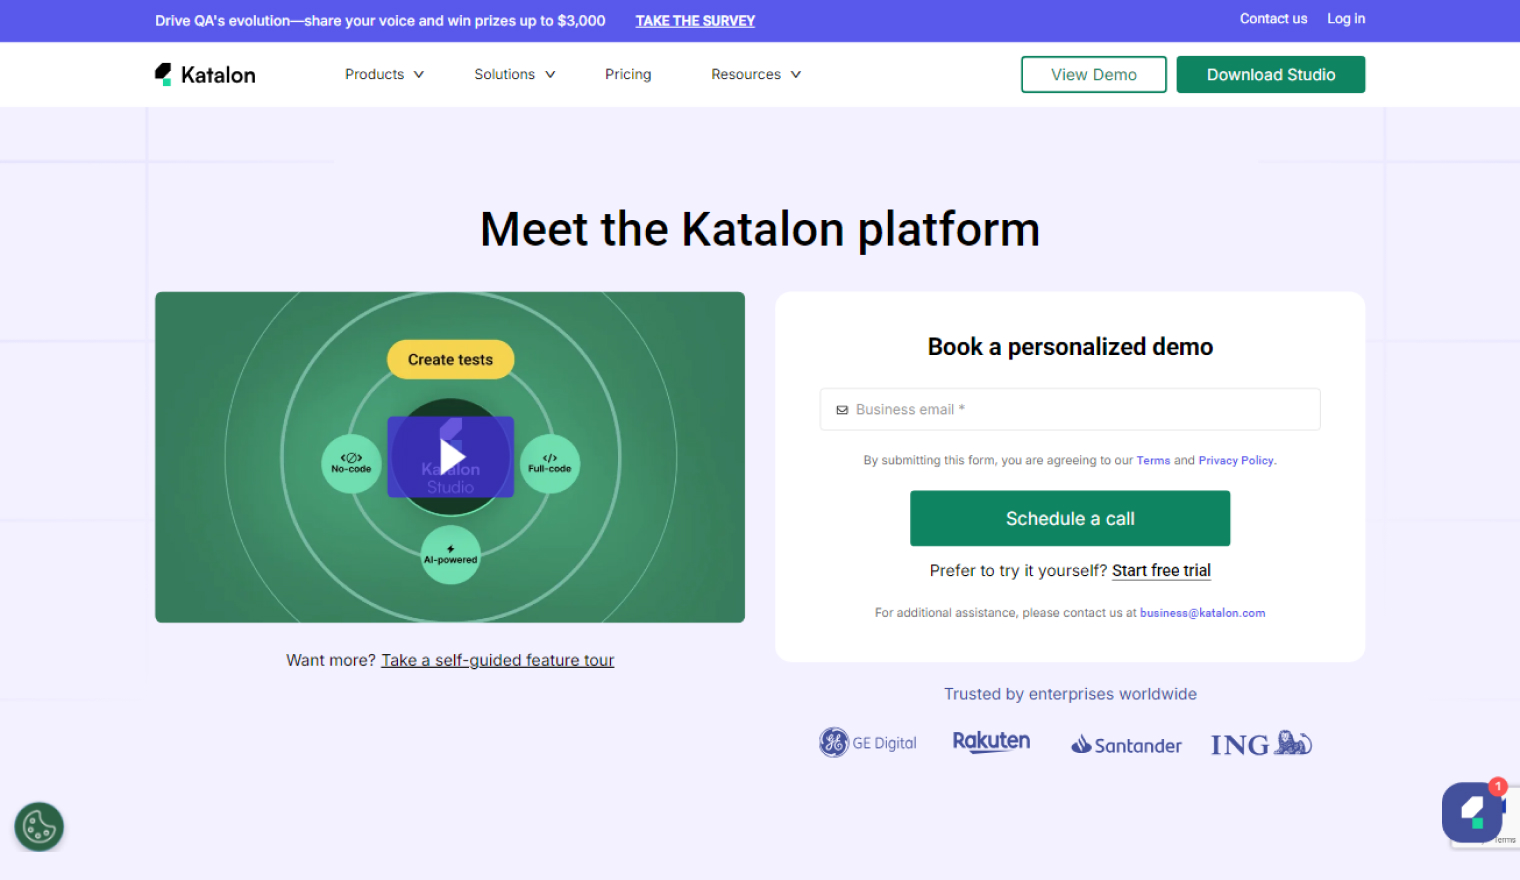 Drive QA's evolution—share your voice and win prizes up to $3,000 TAKE THE SURVEY
Contact us Log in
Katalon
Products Solutions Pricing Resources
View Demo Download Studio
Meet the Katalon platform
Create tests
No-code
Katalon
Studio
Full-code
AI-powered
Want more? Take a self-guided feature tour
Book a personalized demo
Business email *
By submitting this form, you are agreeing to our Terms and Privacy Policy.
Schedule a call
Prefer to try it yourself? Start free trial
For additional assistance, please contact us at business@katalon.com
Trusted by enterprises worldwide
GE Digital Rakuten Santander ING
1
Terms